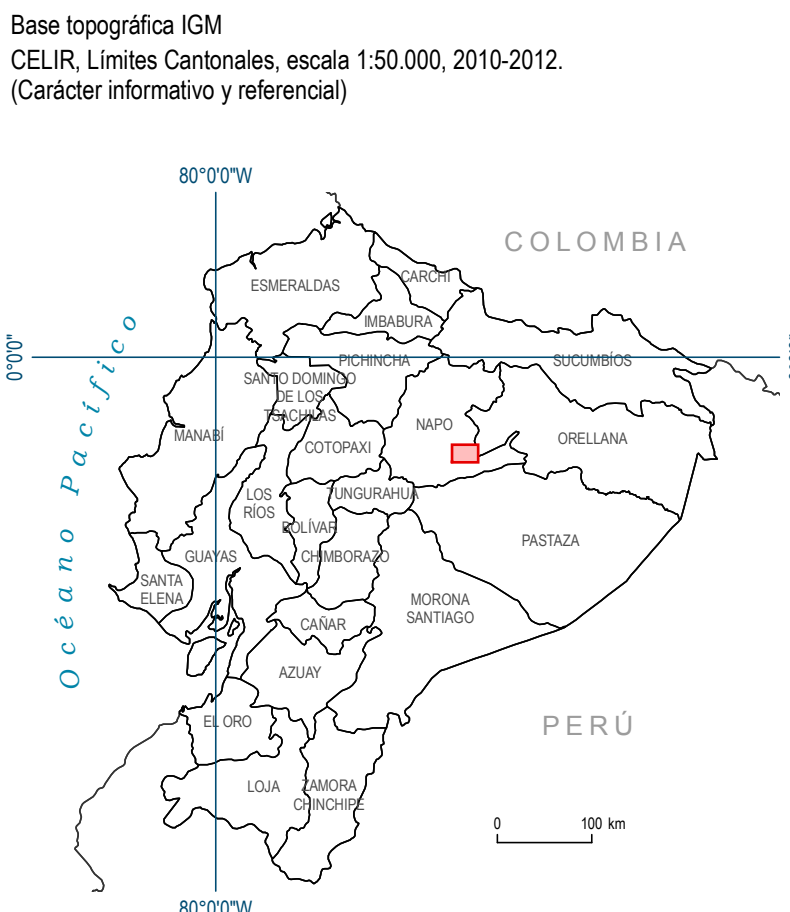 Base topográfica IGM
CELIR, Límites Cantonales, escala 1:50.000, 2010-2012.
(Carácter informativo y referencial)
80°0'0"W
COLOMBIA
ESMERALDAS
CARCHI
IMBABURA
0°0'0"
PICHINCHA
SUCUMBÍOS
SANTO DOMINGO
DE LOS
TSACHILAS
NAPO
MANABÍ
ORELLANA
COTOPAXI
Océano Pacífico
LOS
RÍOS
TUNGURAHUA
BOLÍVAR
PASTAZA
GUAYAS
CHIMBORAZO
SANTA
ELENA
MORONA
SANTIAGO
CAÑAR
AZUAY
EL ORO
PERÚ
LOJA
ZAMORA
CHINCHIPE
0 100 km
80°0'0"W